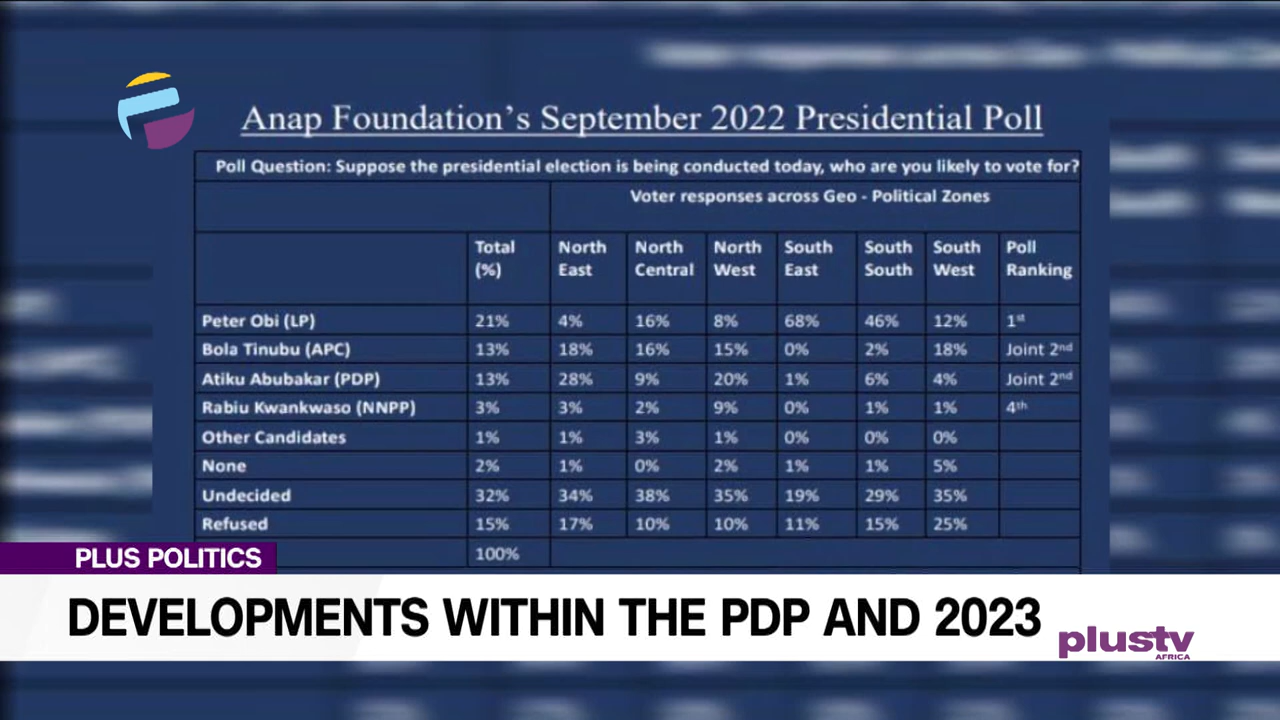 Anap Foundation's September 2022 Presidential Poll
Poll Question: Suppose the presidential election is being conducted today, who are you likely to vote for?
Voter responses across Geo - Political Zones
Total (%) North East North Central North West South East South South South West Poll Ranking
Peter Obi (LP) 21% 4% 16% 8% 68% 46% 12% 1st
Bola Tinubu (APC) 13% 18% 16% 15% 0% 2% 18% Joint 2nd
Atiku Abubakar (PDP) 13% 28% 9% 20% 1% 6% 4% Joint 2nd
Rabiu Kwankwaso (NNPP) 3% 3% 2% 9% 0% 1% 1% 4th
Other Candidates 1% 1% 3% 1% 0% 0% 0%
None 2% 1% 0% 2% 1% 1% 5%
Undecided 32% 34% 38% 35% 19% 29% 35%
Refused 15% 17% 10% 10% 11% 15% 25%
100%
PLUS POLITICS
DEVELOPMENTS WITHIN THE PDP AND 2023
plustv
AFRICA